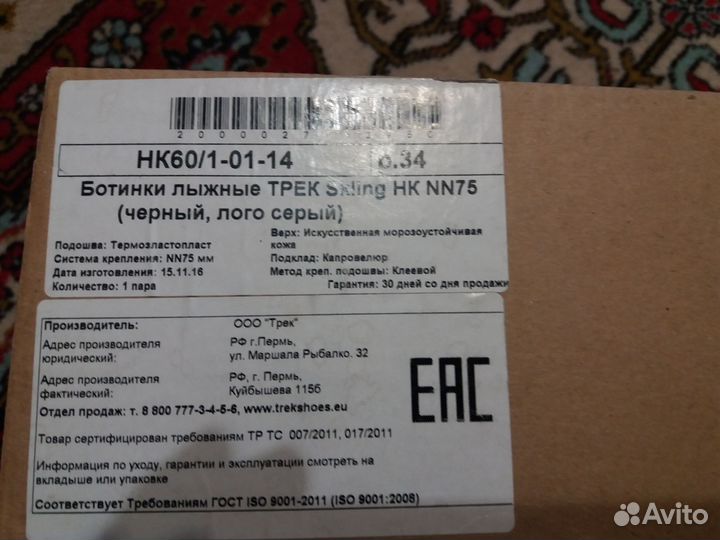 НК60/1-01-14 р.34
Ботинки лыжные ТРЕК Skiing НК NN75
(черный, лого серый)
Подошва: Термоэластопласт
Система крепления: NN75 мм
Дата изготовления: 15.11.16
Количество: 1 пара
Верх: Искусственная морозоустойчивая
кожа
Подклад: Капровелюр
Метод креп. подошвы: Клеевой
Гарантия: 30 дней со дня продажи
Производитель: ООО "Трек"
Адрес производителя
юридический:
РФ г.Пермь,
ул. Маршала Рыбалко. 32
Адрес производителя
фактический:
РФ, г. Пермь,
Куйбышева 115б
Отдел продаж: т. 8 800 777-3-4-5-6, www.trekshoes.eu
EAC
Товар сертифицирован требованиям ТР ТС 007/2011, 017/2011
Информация по уходу, гарантии и эксплуатации смотреть на
вкладыше или упаковке
Соответствует Требованиям ГОСТ ISO 9001-2011 (ISO 9001:2008)
Avito